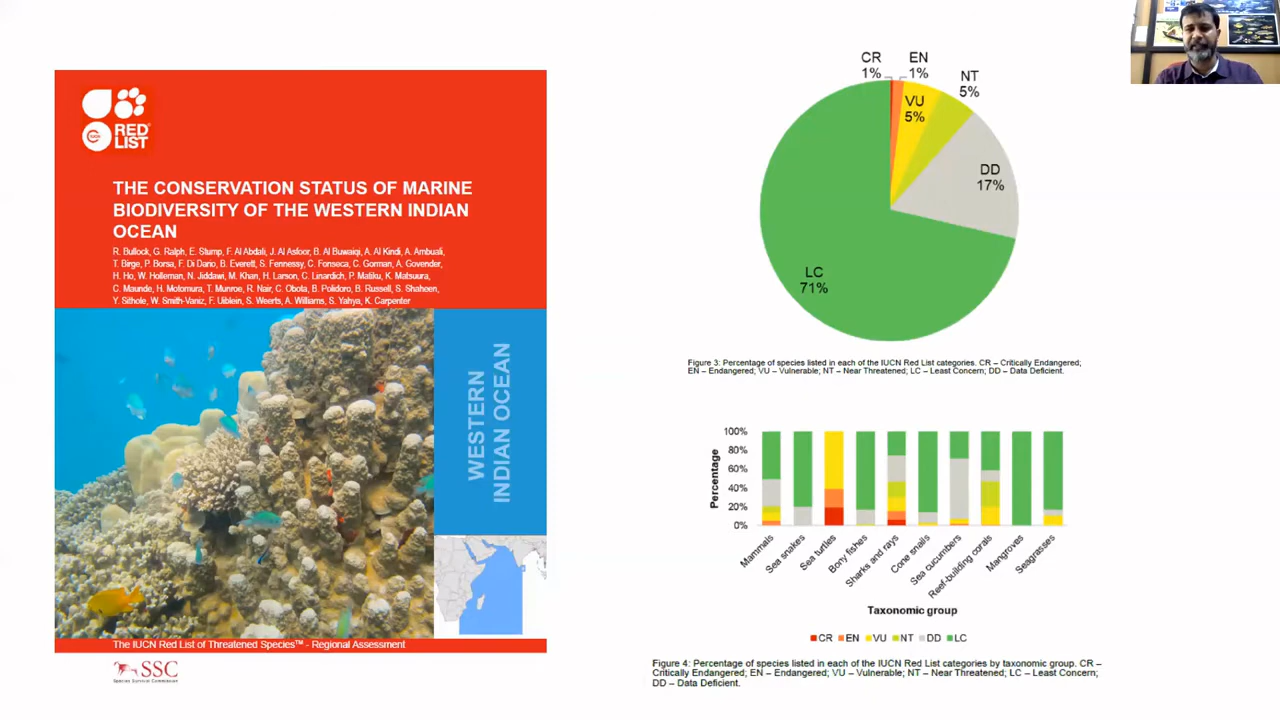 RED
LIST
THE CONSERVATION STATUS OF MARINE
BIODIVERSITY OF THE WESTERN INDIAN
OCEAN
R. Bullock, G. Ralph, E. Stump, F. Al Abdali, J. Al Asfoor, B. Al Buwaiqi, A. Al Kindi, A. Ambuali,
T. Birge, P. Borsa, F. Di Dario, B. Everett, S. Fennessy, C. Fonseca, C. Gorman, A. Govender,
H. Ho, W. Holleman, N. Jiddawi, M. Khan, H. Larson, C. Linardich, P. Matiku, K. Matsuura,
C. Maunde, H. Motomura, T. Munroe, R. Nair, C. Obota, B. Polidoro, B. Russell, S. Shaheen,
Y. Sithole, W. Smith-Vaniz, F. Uiblein, S. Weerts, A. Williams, S. Yahya, K. Carpenter
WESTERN
INDIAN OCEAN
The IUCN Red List of Threatened Species™ - Regional Assessment
SSC
Species Survival Commission
CR
1%
EN
1%
VU
5%
NT
5%
DD
17%
LC
71%
Figure 3: Percentage of species listed in each of the IUCN Red List categories. CR – Critically Endangered;
EN – Endangered; VU – Vulnerable; NT – Near Threatened; LC – Least Concern; DD – Data Deficient.
Percentage
100%
80%
60%
40%
20%
0%
Mammals
Sea snakes
Sea turtles
Bony fishes
Sharks and rays
Cone snails
Sea cucumbers
Reef-building corals
Mangroves
Seagrasses
Taxonomic group
CR EN VU NT DD LC
Figure 4: Percentage of species listed in each of the IUCN Red List categories by taxonomic group. CR –
Critically Endangered; EN – Endangered; VU – Vulnerable; NT – Near Threatened; LC – Least Concern;
DD – Data Deficient.